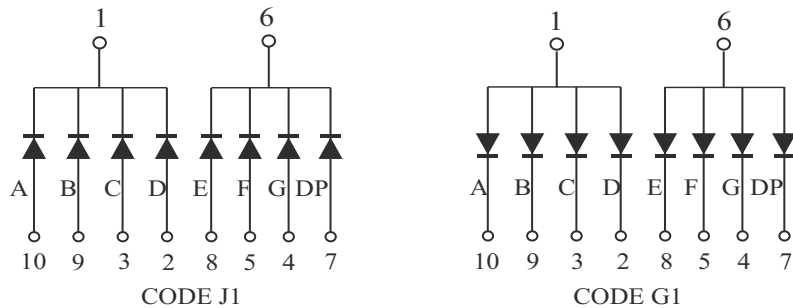 1 6 1 6
A B C D E F G DP A B C D E F G DP
10 9 3 2 8 5 4 7 10 9 3 2 8 5 4 7
CODE J1 CODE G1